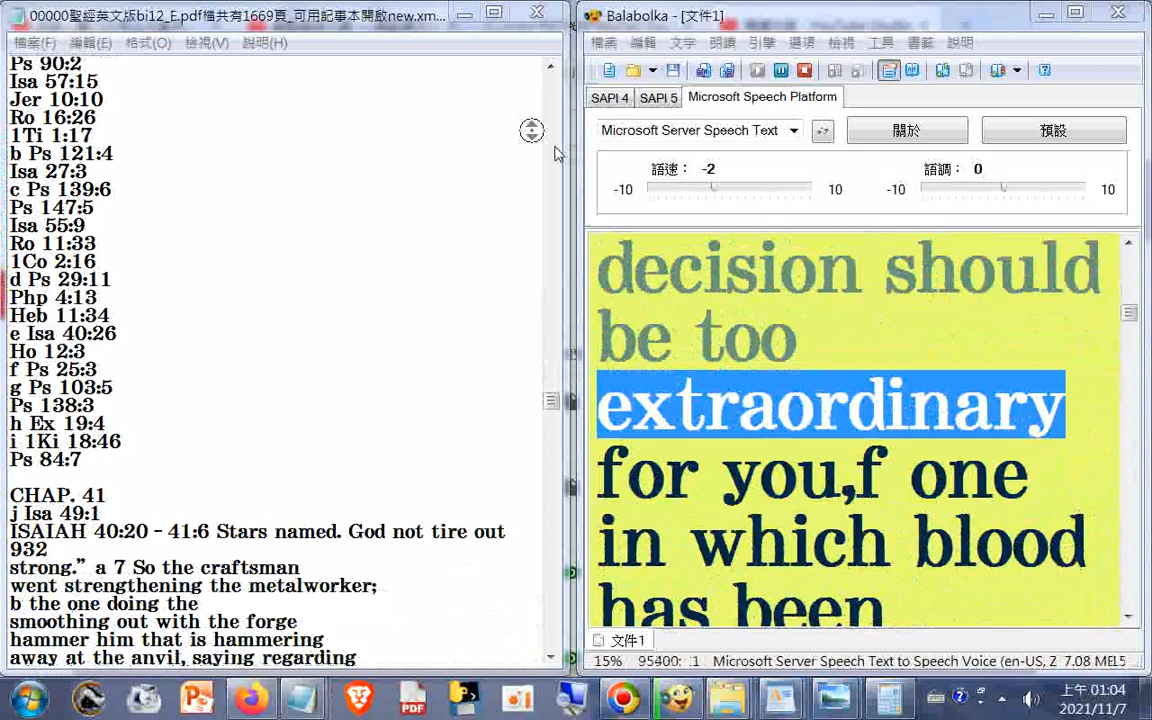 00000聖經英文版bi12_E.pdf檔共有1669頁_可用記事本開啟new.xm...
檔案(F) 編輯(E) 格式(O) 檢視(V) 說明(H)
Ps 90:2
Isa 57:15
Jer 10:10
Ro 16:26
1Ti 1:17
b Ps 121:4
Isa 27:3
c Ps 139:6
Ps 147:5
Isa 55:9
Ro 11:33
1Co 2:16
d Ps 29:11
Php 4:13
Heb 11:34
e Isa 40:26
Ho 12:3
f Ps 25:3
g Ps 103:5
Ps 138:3
h Ex 19:4
i 1Ki 18:46
Ps 84:7
CHAP. 41
j Isa 49:1
ISAIAH 40:20 - 41:6 Stars named. God not tire out
932
strong.” a 7 So the craftsman
went strengthening the metalworker;
b the one doing the
smoothing out with the forge
hammer him that is hammering
away at the anvil, saying regarding
Balabolka - [文件1]
檔案 編輯 文字 朗讀 引擎 選項 檢視 工具 書籤 說明
SAPI 4 SAPI 5 Microsoft Speech Platform
Microsoft Server Speech Text 關於 預設
語速： -2 語調： 0
-10 10 -10 10
decision should
be too
extraordinary
for you,f one
in which blood
has been
文件1
15% 95400: :1 Microsoft Server Speech Text to Speech Voice (en-US, 2 7.08 ME15
PDF
上午 01:04
2021/11/7